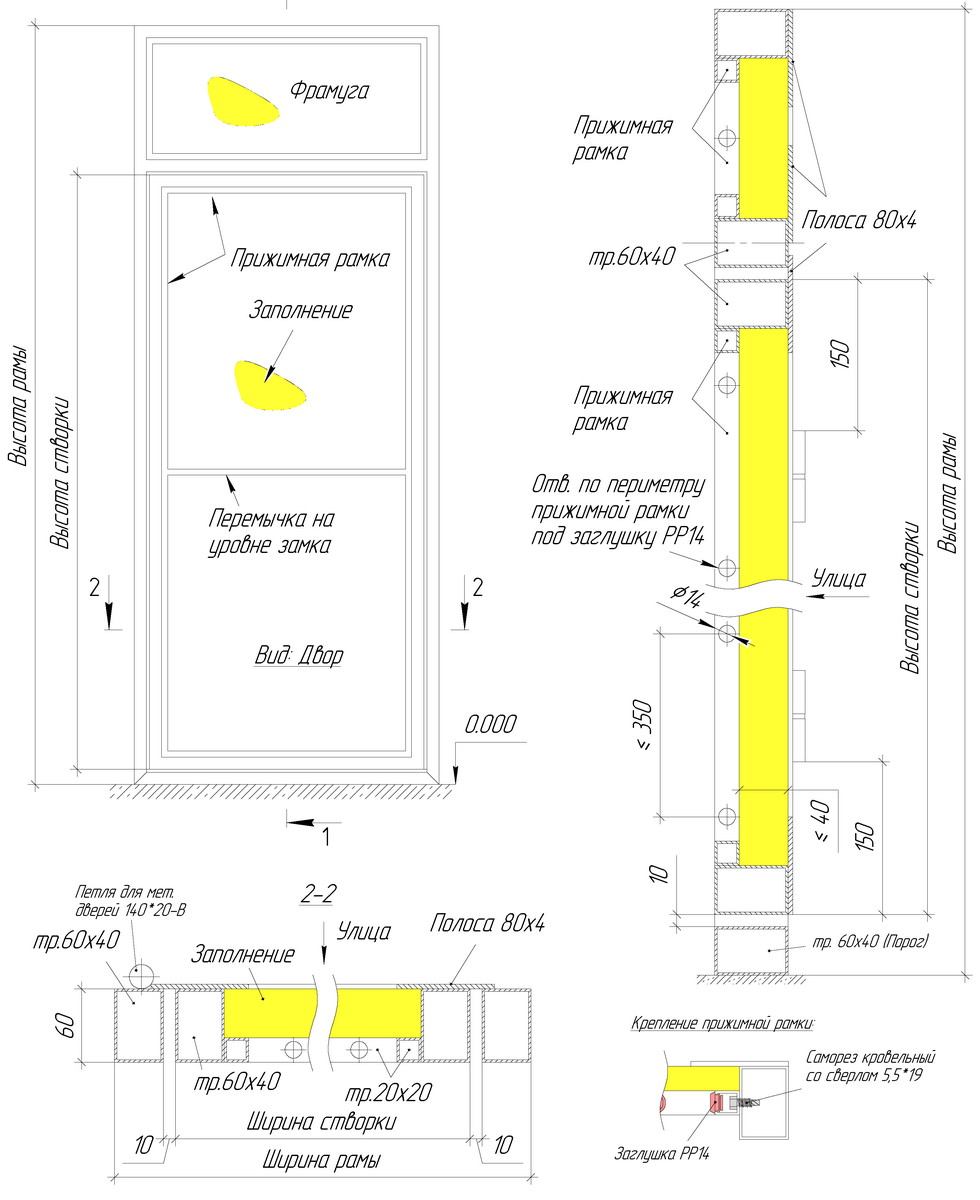 Фрамуга
Прижимная рамка
Заполнение
Высота рамы
Высота створки
Перемычка на
уровне замка
2
2
Вид: Двор
0.000
1
Прижимная
рамка
Полоса 80х4
тр.60х40
150
Прижимная
рамка
Отв. по периметру
прижимной рамки
под заглушку РР14
Улица
ϕ14
Высота створки
Высота рамы
≤ 350
≤ 40
150
10
тр. 60х40 (Порог)
2-2
Петля для мет.
дверей 140*20-В
тр.60х40
Заполнение
Улица
Полоса 80х4
60
тр.60х40
тр.20х20
Ширина створки
10
10
Ширина рамы
Крепление прижимной рамки:
Саморез кровельный
со сверлом 5,5*19
Заглушка РР14